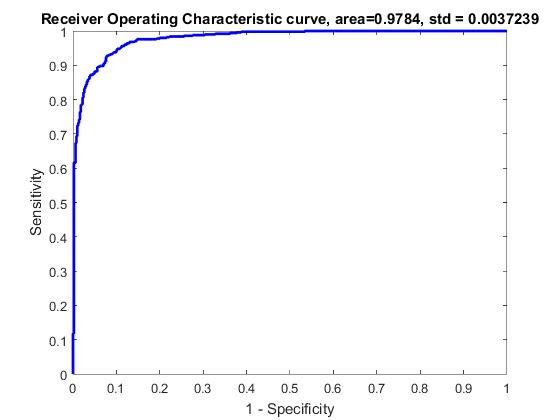 Receiver Operating Characteristic curve, area=0.9784, std = 0.0037239
1
0.9
0.8
0.7
0.6
0.5
0.4
0.3
0.2
0.1
0
Sensitivity
0 0.1 0.2 0.3 0.4 0.5 0.6 0.7 0.8 0.9 1
1 - Specificity